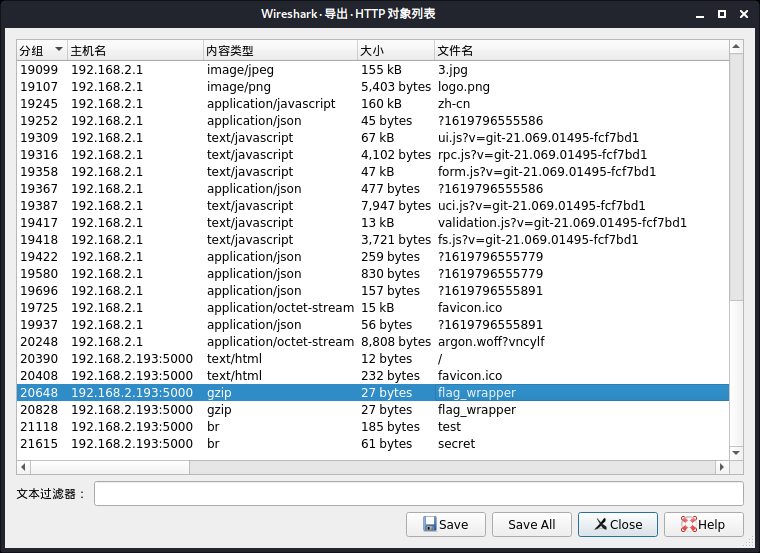 Wireshark · 导出 · HTTP 对象列表
分组 主机名 内容类型 大小 文件名
19099 192.168.2.1 image/jpeg 155 kB 3.jpg
19107 192.168.2.1 image/png 5,403 bytes logo.png
19245 192.168.2.1 application/javascript 160 kB zh-cn
19252 192.168.2.1 application/json 45 bytes ?1619796555586
19309 192.168.2.1 text/javascript 67 kB ui.js?v=git-21.069.01495-fcf7bd1
19316 192.168.2.1 text/javascript 4,102 bytes rpc.js?v=git-21.069.01495-fcf7bd1
19358 192.168.2.1 text/javascript 47 kB form.js?v=git-21.069.01495-fcf7bd1
19367 192.168.2.1 application/json 477 bytes ?1619796555586
19387 192.168.2.1 text/javascript 7,947 bytes uci.js?v=git-21.069.01495-fcf7bd1
19417 192.168.2.1 text/javascript 13 kB validation.js?v=git-21.069.01495-fcf7bd1
19418 192.168.2.1 text/javascript 3,721 bytes fs.js?v=git-21.069.01495-fcf7bd1
19422 192.168.2.1 application/json 259 bytes ?1619796555779
19580 192.168.2.1 application/json 830 bytes ?1619796555779
19696 192.168.2.1 application/json 157 bytes ?1619796555891
19725 192.168.2.1 application/octet-stream 15 kB favicon.ico
19937 192.168.2.1 application/json 56 bytes ?1619796555891
20248 192.168.2.1 application/octet-stream 8,808 bytes argon.woff?vncylf
20390 192.168.2.193:5000 text/html 12 bytes /
20408 192.168.2.193:5000 text/html 232 bytes favicon.ico
20648 192.168.2.193:5000 gzip 27 bytes flag_wrapper
20828 192.168.2.193:5000 gzip 27 bytes flag_wrapper
21118 192.168.2.193:5000 br 185 bytes test
21615 192.168.2.193:5000 br 61 bytes secret
文本过滤器：
Save Save All Close Help